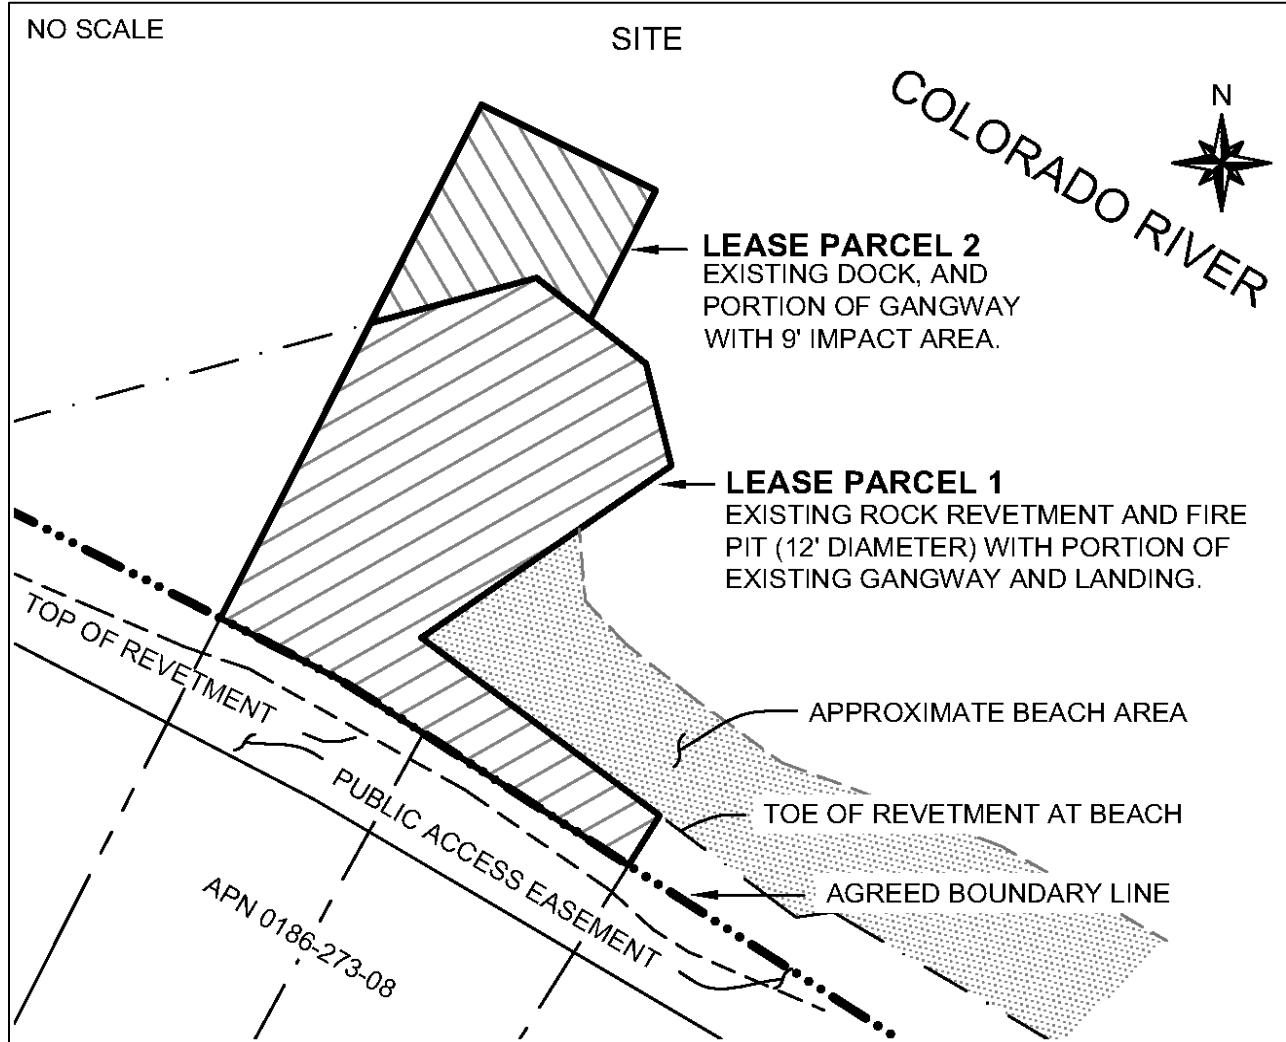 NO SCALE
SITE
COLORADO RIVER
N
LEASE PARCEL 2
EXISTING DOCK, AND
PORTION OF GANGWAY
WITH 9' IMPACT AREA.
LEASE PARCEL 1
EXISTING ROCK REVETMENT AND FIRE
PIT (12' DIAMETER) WITH PORTION OF
EXISTING GANGWAY AND LANDING.
TOP OF REVETMENT
APPROXIMATE BEACH AREA
PUBLIC ACCESS EASEMENT
TOE OF REVETMENT AT BEACH
AGREED BOUNDARY LINE
APN 0186-273-08